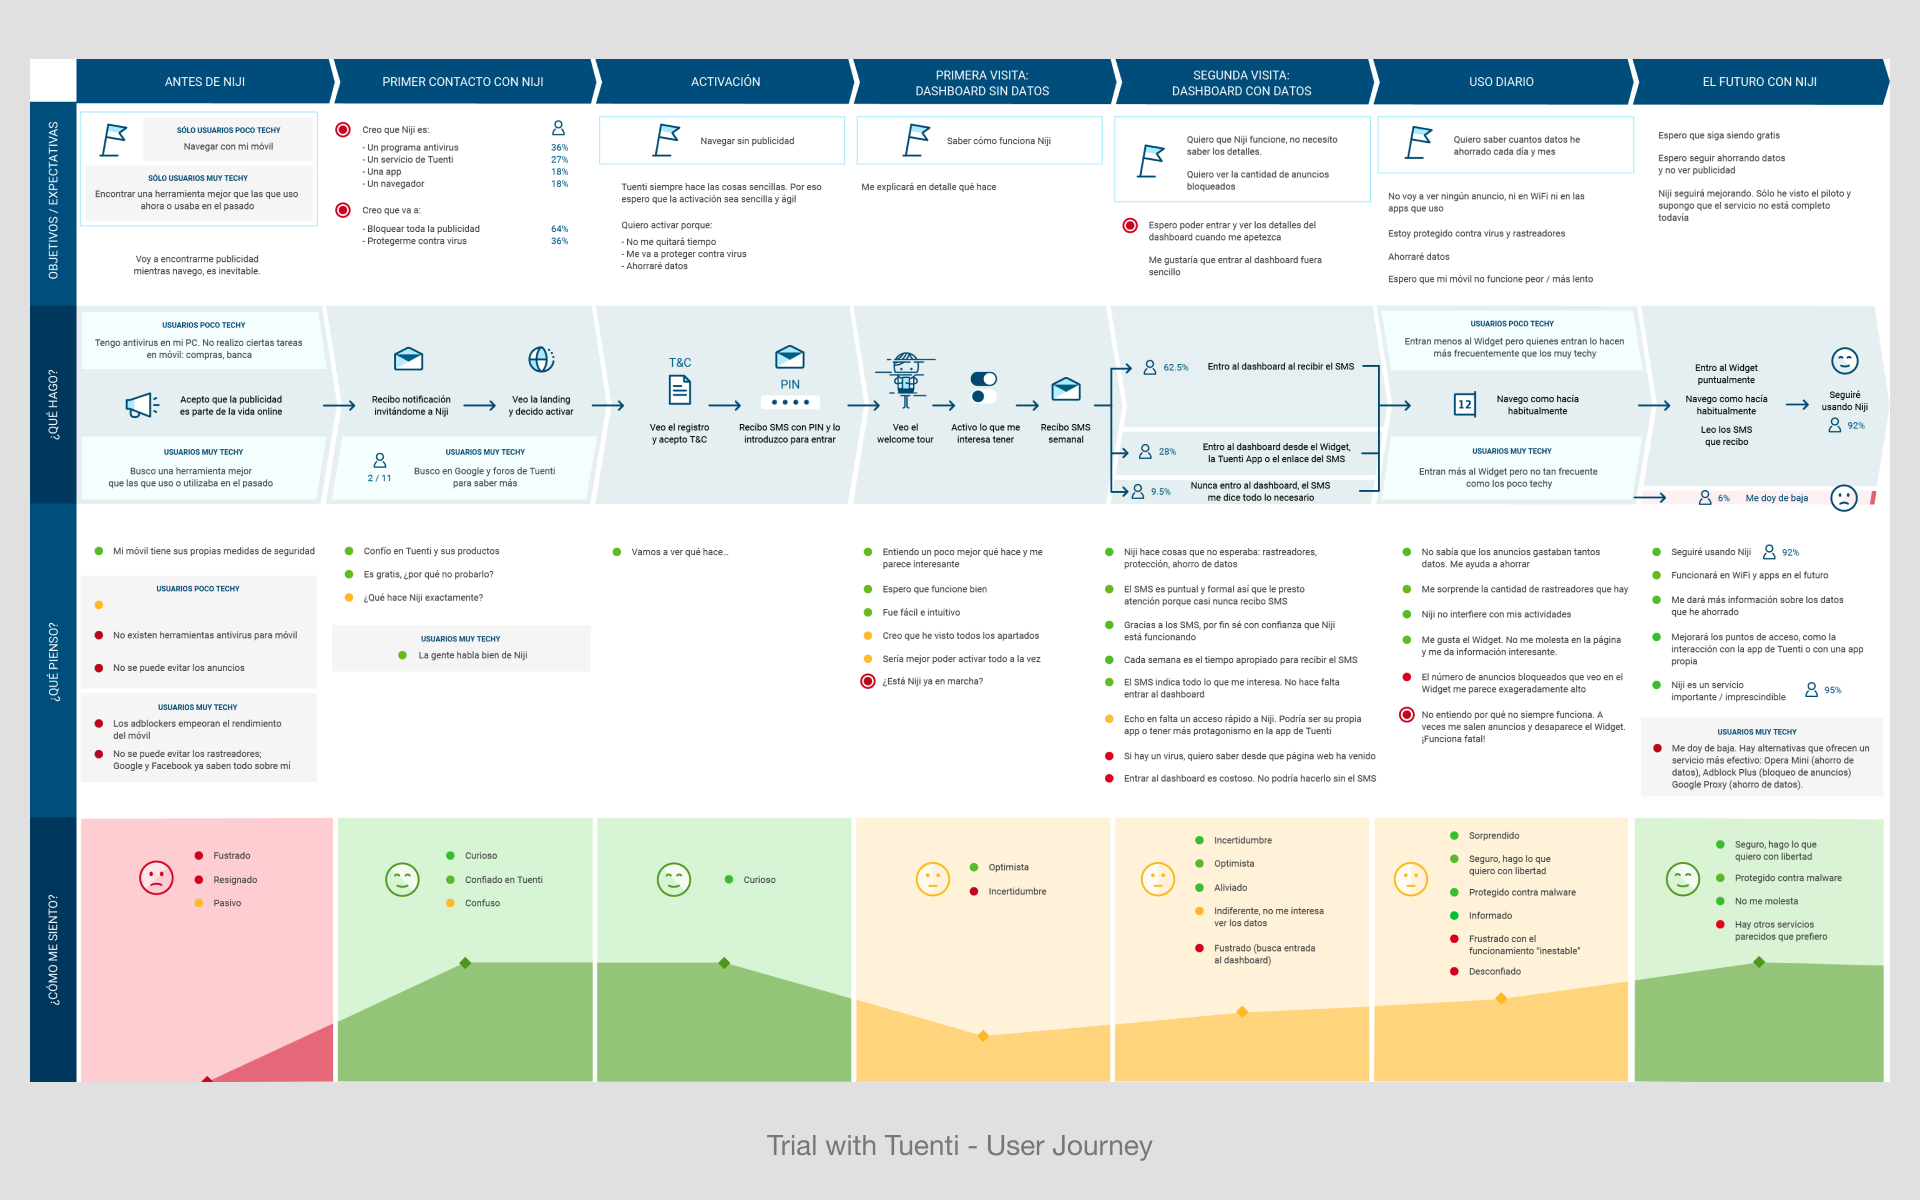 ANTES DE NIJI
PRIMER CONTACTO CON NIJI
ACTIVACIÓN
PRIMERA VISITA:
DASHBOARD SIN DATOS
SEGUNDA VISITA:
DASHBOARD CON DATOS
USO DIARIO
EL FUTURO CON NIJI
OBJETIVOS / EXPECTATIVAS
SÓLO USUARIOS POCO TECHY
Navegar con mi móvil
SÓLO USUARIOS MUY TECHY
Encontrar una herramienta mejor que las que uso
ahora o usaba en el pasado
Voy a encontrarme publicidad
mientras navego, es inevitable.
Creo que Niji es:
- Un programa antivirus 36%
- Un servicio de Tuenti 27%
- Una app 18%
- Un navegador 18%
Creo que va a:
- Bloquear toda la publicidad 64%
- Protegerme contra virus 36%
Navegar sin publicidad
Tuenti siempre hace las cosas sencillas. Por eso
espero que la activación sea sencilla y ágil
Quiero activar porque:
- No me quitará tiempo
- Me va a proteger contra virus
- Ahorraré datos
Saber cómo funciona Niji
Me explicará en detalle qué hace
Quiero que Niji funcione, no necesito
saber los detalles.
Quiero ver la cantidad de anuncios
bloqueados
Espero poder entrar y ver los detalles del
dashboard cuando me apetezca
Me gustaría que entrar al dashboard fuera
sencillo
Quiero saber cuantos datos he
ahorrado cada día y mes
No voy a ver ningún anuncio, ni en WiFi ni en las
apps que uso
Estoy protegido contra virus y rastreadores
Ahorraré datos
Espero que mi móvil no funcione peor / más lento
Espero que siga siendo gratis
Espero seguir ahorrando datos
y no ver publicidad
Niji seguirá mejorando. Sólo he visto el piloto y
supongo que el servicio no está completo
todavía
¿QUÉ HAGO?
USUARIOS POCO TECHY
Tengo antivirus en mi PC. No realizo ciertas tareas
en móvil: compras, banca
Acepto que la publicidad
es parte de la vida online
USUARIOS MUY TECHY
Busco una herramienta mejor
que las que uso o utilizaba en el pasado
Recibo notificación
invitándome a Niji
Veo la landing
y decido activar
2 / 11
USUARIOS MUY TECHY
Busco en Google y foros de Tuenti
para saber más
T&C
Veo el registro
y acepto T&C
PIN
Recibo SMS con PIN y lo
introduzco para entrar
Veo el
welcome tour
Activo lo que me
interesa tener
Recibo SMS
semanal
62.5%
Entro al dashboard al recibir el SMS
28%
Entro al dashboard desde el Widget,
la Tuenti App o el enlace del SMS
9.5%
Nunca entro al dashboard, el SMS
me dice todo lo necesario
USUARIOS POCO TECHY
Entran menos al Widget pero quienes entran lo hacen
más frecuentemente que los muy techy
12
Navego como hacía
habitualmente
USUARIOS MUY TECHY
Entran más al Widget pero no tan frecuente
como los poco techy
Entro al Widget
puntualmente
Navego como hacía
habitualmente
Leo los SMS
que recibo
Seguiré
usando Niji
92%
6%
Me doy de baja
¿QUÉ PIENSO?
Mi móvil tiene sus propias medidas de seguridad
USUARIOS POCO TECHY
No existen herramientas antivirus para móvil
No se puede evitar los anuncios
USUARIOS MUY TECHY
Los adblockers empeoran el rendimiento
del móvil
No se puede evitar los rastreadores;
Google y Facebook ya saben todo sobre mí
Confío en Tuenti y sus productos
Es gratis, ¿por qué no probarlo?
¿Qué hace Niji exactamente?
USUARIOS MUY TECHY
La gente habla bien de Niji
Vamos a ver qué hace...
Entiendo un poco mejor qué hace y me
parece interesante
Espero que funcione bien
Fue fácil e intuitivo
Creo que he visto todos los apartados
Sería mejor poder activar todo a la vez
¿Está Niji ya en marcha?
Niji hace cosas que no esperaba: rastreadores,
protección, ahorro de datos
El SMS es puntual y formal así que le presto
atención porque casi nunca recibo SMS
Gracias a los SMS, por fin sé con confianza que Niji
está funcionando
Cada semana es el tiempo apropiado para recibir el SMS
El SMS indica todo lo que me interesa. No hace falta
entrar al dashboard
Echo en falta un acceso rápido a Niji. Podría ser su propia
app o tener más protagonismo en la app de Tuenti
Si hay un virus, quiero saber desde que página web ha venido
Entrar al dashboard es costoso. No podría hacerlo sin el SMS
No sabía que los anuncios gastaban tantos
datos. Me ayuda a ahorrar
Me sorprende la cantidad de rastreadores que hay
Niji no interfiere con mis actividades
Me gusta el Widget. No me molesta en la página
y me da información interesante.
El número de anuncios bloqueados que veo en el
Widget me parece exageradamente alto
No entiendo por qué no siempre funciona. A
veces me salen anuncios y desaparece el Widget.
¡Funciona fatal!
Seguiré usando Niji 92%
Funcionará en WiFi y apps en el futuro
Me dará más información sobre los datos
que he ahorrado
Mejorará los puntos de acceso, como la
interacción con la app de Tuenti o con una app
propia
Niji es un servicio
importante / imprescindible
95%
USUARIOS MUY TECHY
Me doy de baja. Hay alternativas que ofrecen un
servicio más efectivo: Opera Mini (ahorro de
datos), Adblock Plus (bloqueo de anuncios)
Google Proxy (ahorro de datos).
¿CÓMO ME SIENTO?
Frustrado
Resignado
Pasivo
Curioso
Confiado en Tuenti
Confuso
Curioso
Optimista
Incertidumbre
Incertidumbre
Optimista
Aliviado
Indiferente, no me interesa
ver los datos
Fustrado (busca entrada
al dashboard)
Sorprendido
Seguro, hago lo que
quiero con libertad
Protegido contra malware
Informado
Frustrado con el
funcionamiento "inestable"
Desconfiado
Seguro, hago lo que
quiero con libertad
Protegido contra malware
No me molesta
Hay otros servicios
parecidos que prefiero
Trial with Tuenti - User Journey